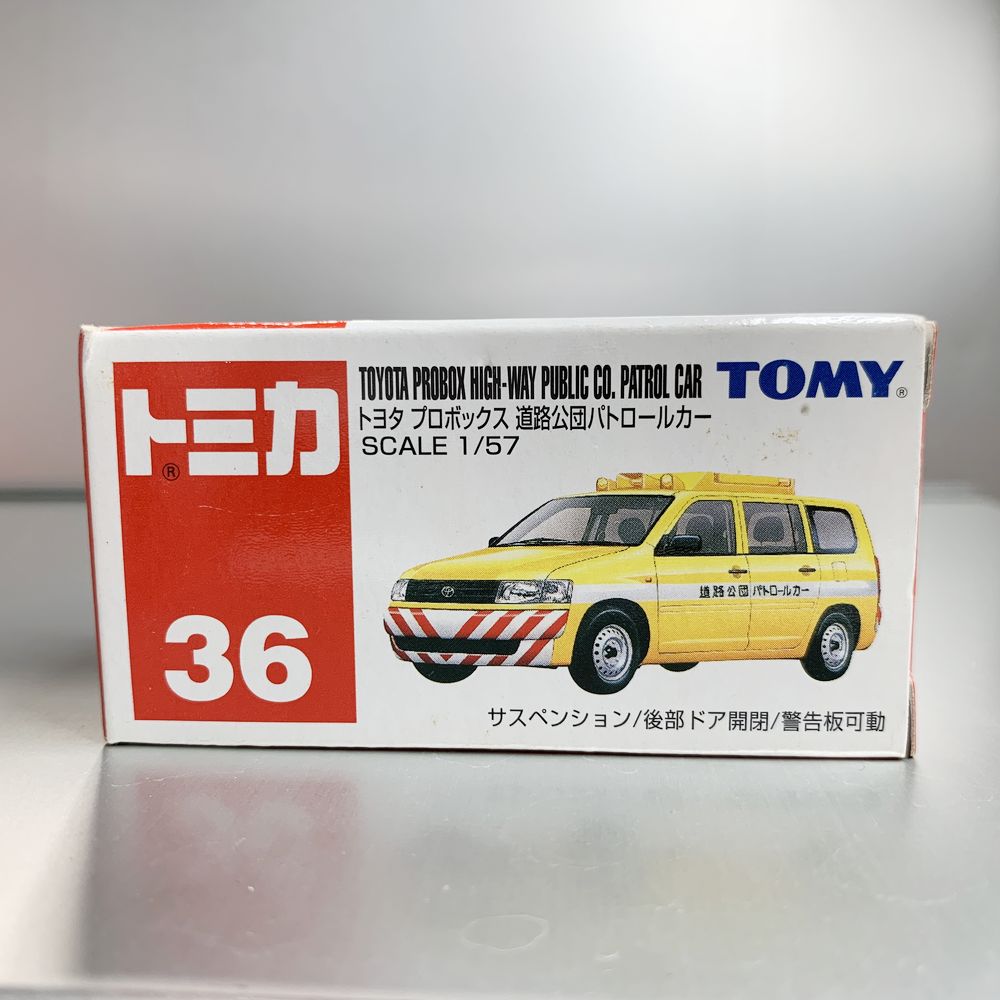 トミカ
®
36
TOYOTA PROBOX HIGH-WAY PUBLIC CO. PATROL CAR
TOMY®
トヨタ プロボックス 道路公団パトロールカー
SCALE 1/57
道路公団 パトロールカー
サスペンション/後部ドア開閉/警告板可動